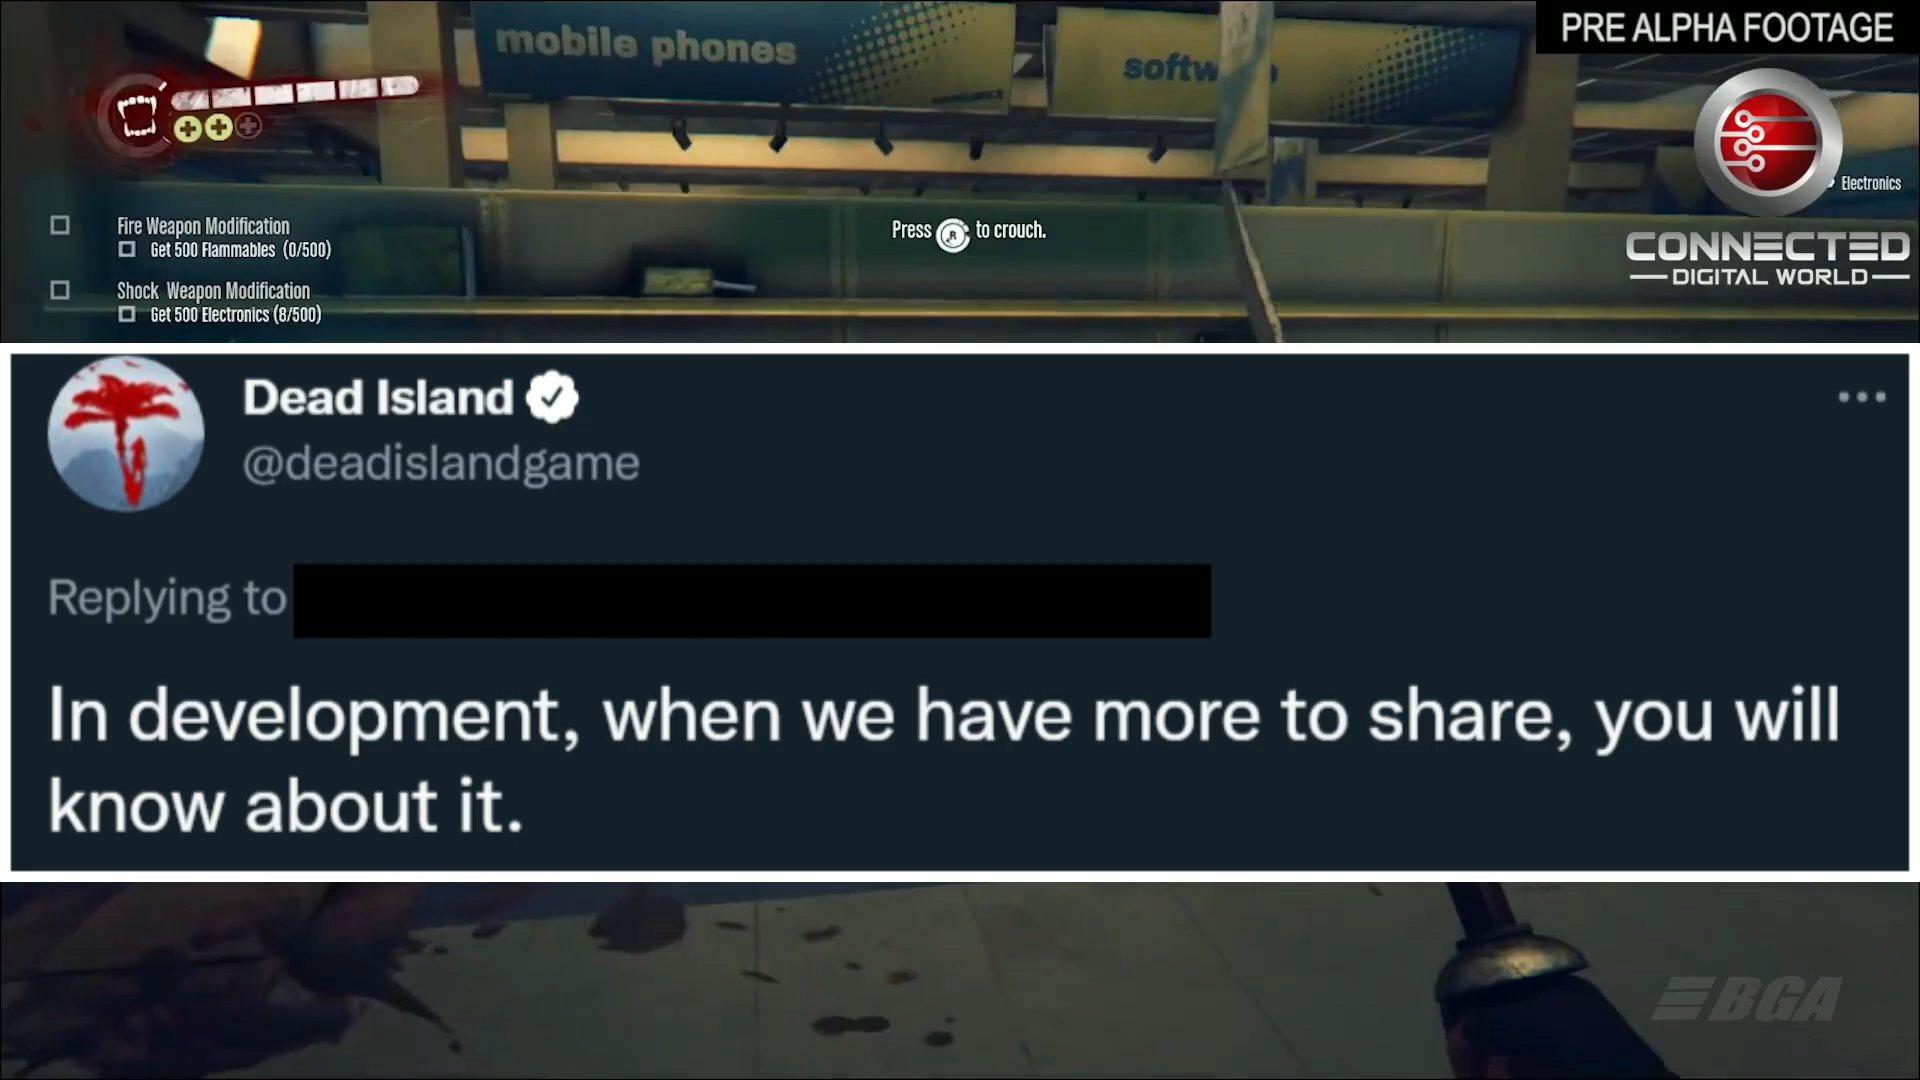 PRE ALPHA FOOTAGE
mobile phones
softw
Electronics
Fire Weapon Modification
Get 500 Flammables (0/500)
Press R to crouch.
CONNECTED
DIGITAL WORLD
Shock Weapon Modification
Get 500 Electronics (8/500)
Dead Island
@deadislandgame
Replying to
In development, when we have more to share, you will
know about it.
BGA